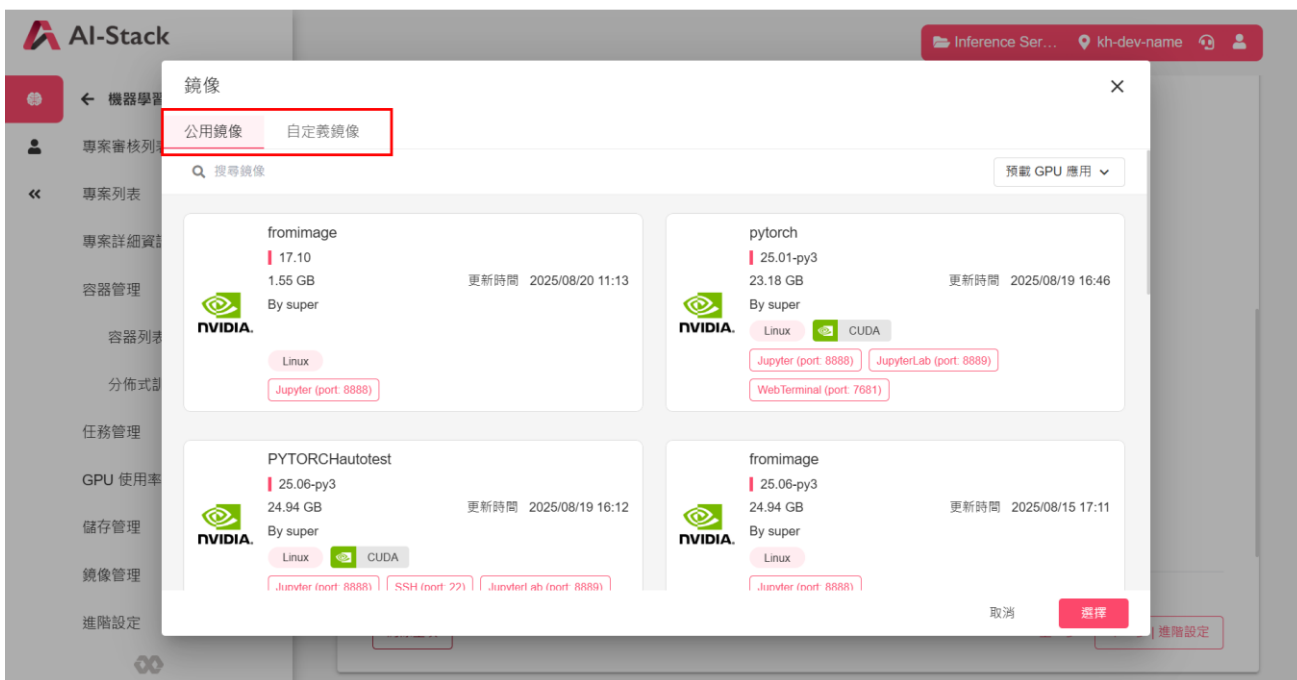 AI-Stack
Inference Ser...
kh-dev-name
機器學習
專案審核列表
專案列表
專案詳細資訊
容器管理
容器列表
分佈式訓
任務管理
GPU 使用率
儲存管理
鏡像管理
進階設定
鏡像
公用鏡像
自定義鏡像
搜尋鏡像
預載 GPU 應用
fromimage
17.10
1.55 GB
更新時間 2025/08/20 11:13
By super
NVIDIA.
Linux
Jupyter (port: 8888)
pytorch
25.01-py3
23.18 GB
更新時間 2025/08/19 16:46
By super
NVIDIA.
Linux
CUDA
Jupyter (port: 8888)
JupyterLab (port: 8889)
WebTerminal (port: 7681)
PYTORCHautotest
25.06-py3
24.94 GB
更新時間 2025/08/19 16:12
By super
NVIDIA.
Linux
CUDA
Jupyter (port: 8888)
SSH (port: 22)
JupyterLab (port: 8889)
fromimage
25.06-py3
24.94 GB
更新時間 2025/08/15 17:11
By super
NVIDIA.
Linux
Jupyter (port: 8888)
取消
選擇
| 進階設定